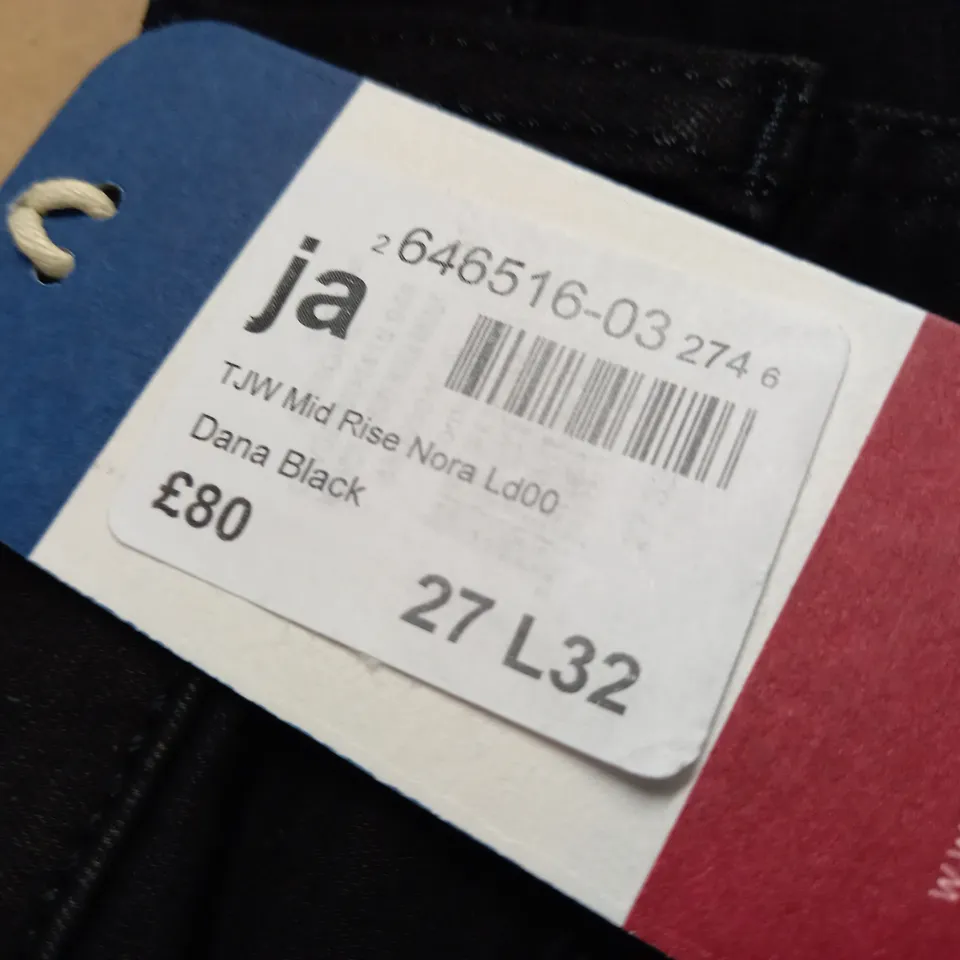 ja
2 646516-03 274 6
TJW Mid Rise Nora Ld00
Dana Black
£80
27 L32